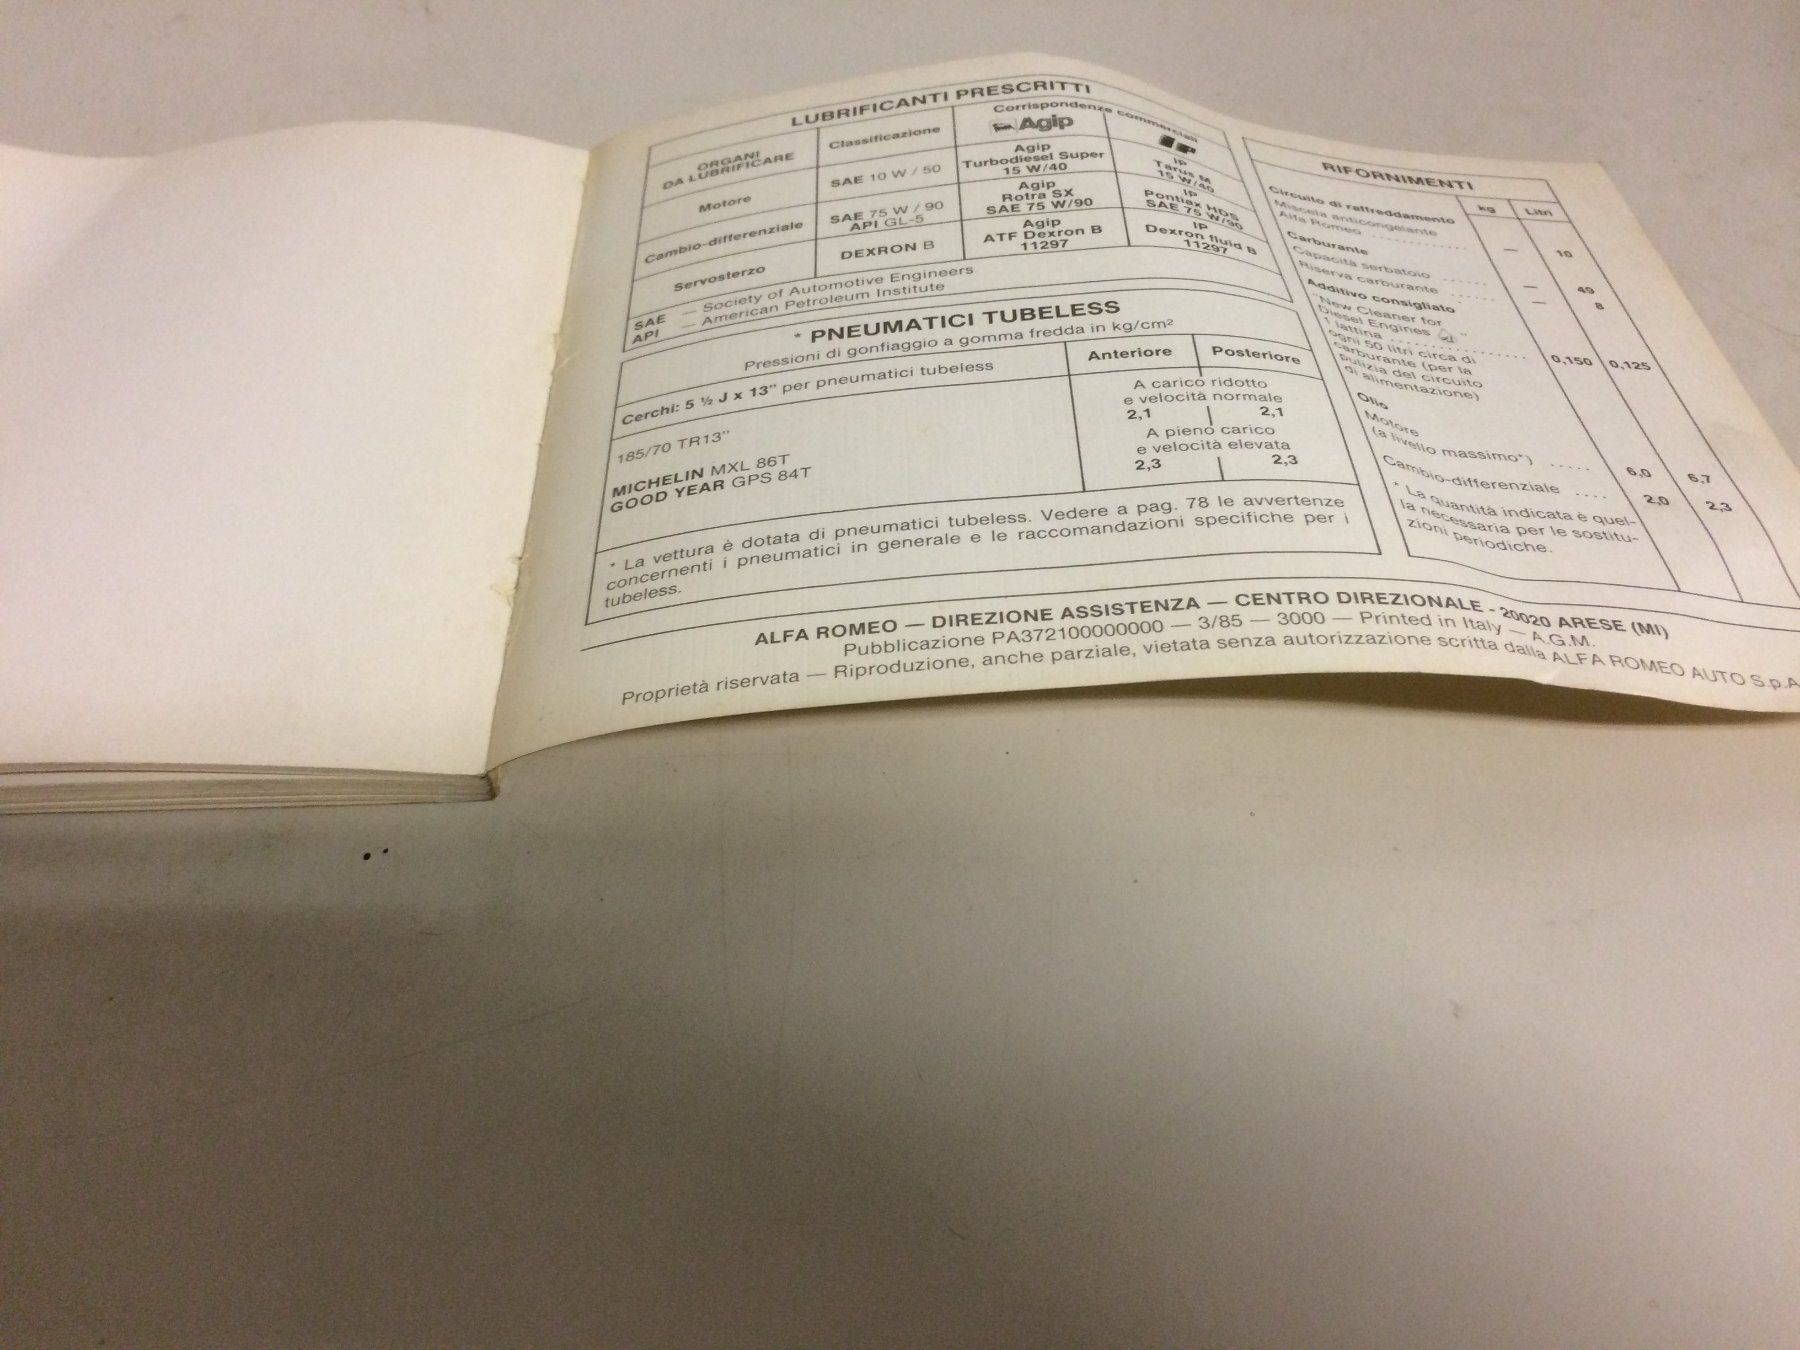 LUBRIFICANTI PRESCRITTI
ORGANI
DA LUBRIFICARE
Classificazione
Corrispondenze commerciali
Agip
IP
Motore
SAE 10 W / 50
Agip
Turbodiesel Super
15 W/40
IP
Tarus M
15 W/40
Cambio-differenziale
SAE 75 W / 90
API GL-5
Agip
Rotra SX
SAE 75 W/90
IP
Pontiax HDS
SAE 75 W/90
Servosterzo
DEXRON B
Agip
ATF Dexron B
11297
IP
Dexron fluid B
11297
SAE — Society of Automotive Engineers
API — American Petroleum Institute
* PNEUMATICI TUBELESS
Pressioni di gonfiaggio a gomma fredda in kg/cm²
Cerchi: 5 ½ J x 13" per pneumatici tubeless
Anteriore
Posteriore
185/70 TR13"
MICHELIN MXL 86T
GOOD YEAR GPS 84T
A carico ridotto
e velocità normale
2,1 2,1
A pieno carico
e velocità elevata
2,3 2,3
* La vettura è dotata di pneumatici tubeless. Vedere a pag. 78 le avvertenze
concernenti i pneumatici in generale e le raccomandazioni specifiche per i
tubeless.
RIFORNIMENTI
kg Litri
Circuito di raffreddamento
Miscela anticongelante
Alfa Romeo ............. — 10
Carburante
Capacità serbatoio ...... — 49
Riserva carburante ...... — 8
Additivo consigliato
"New Cleaner for
Diesel Engines "
1 lattina ................. 0,150 0,125
ogni 50 litri circa di
carburante (per la
pulizia del circuito
di alimentazione)
Olio
Motore
(a livello massimo*) ..... 6,0 6,7
Cambio-differenziale .... 2,0 2,3
* La quantità indicata è quel-
la necessaria per le sostitu-
zioni periodiche.
ALFA ROMEO — DIREZIONE ASSISTENZA — CENTRO DIREZIONALE - 20020 ARESE (MI)
Pubblicazione PA372100000000 — 3/85 — 3000 — Printed in Italy — A.G.M.
Proprietà riservata — Riproduzione, anche parziale, vietata senza autorizzazione scritta dalla ALFA ROMEO AUTO S.p.A